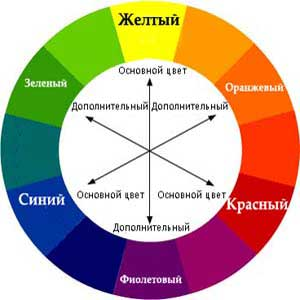 Желтый
Основной цвет
Зеленый
Оранжевый
Дополнительный
Дополнительный
Синий
Основной цвет
Основной цвет
Красный
Дополнительный
Фиолетовый